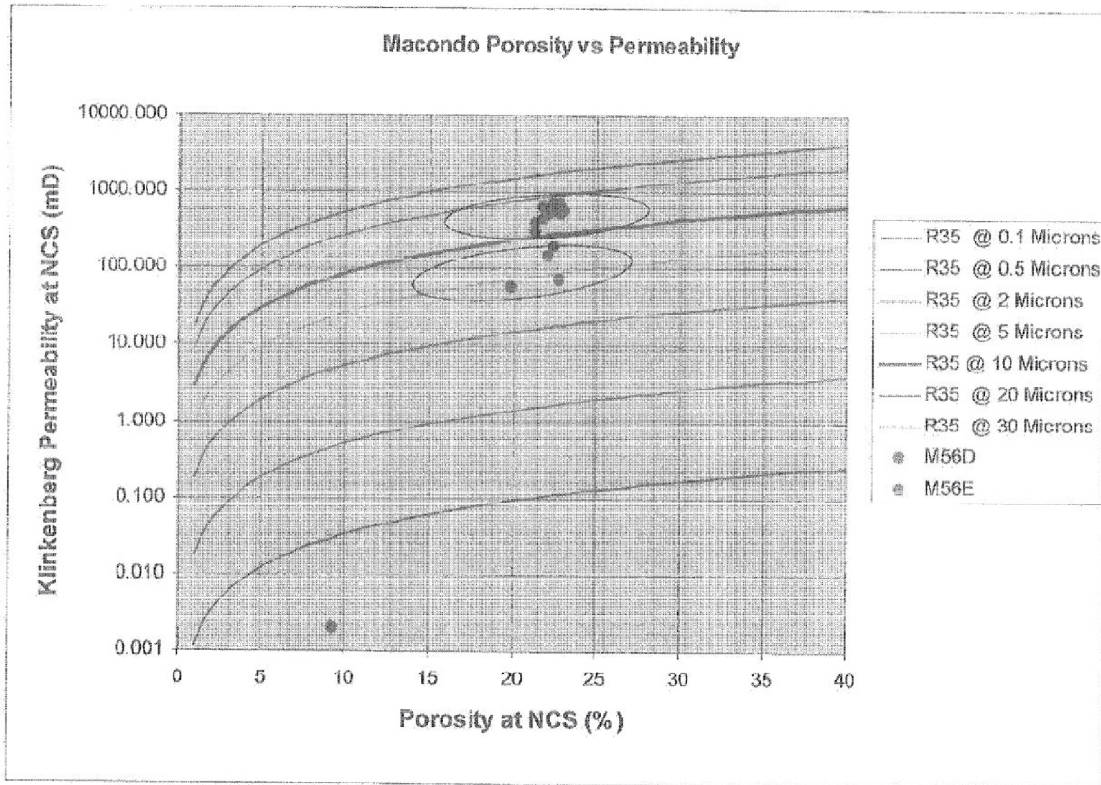 Macondo Porosity vs Permeability
Klinkenberg Permeability at NCS (mD)
10000.000
1000.000
100.000
10.000
1.000
0.100
0.010
0.001
0
5
10
15
20
25
30
35
40
Porosity at NCS (%)
R35 @ 0.1 Microns
R35 @ 0.5 Microns
R35 @ 2 Microns
R35 @ 5 Microns
R35 @ 10 Microns
R35 @ 20 Microns
R35 @ 30 Microns
M56D
M56E